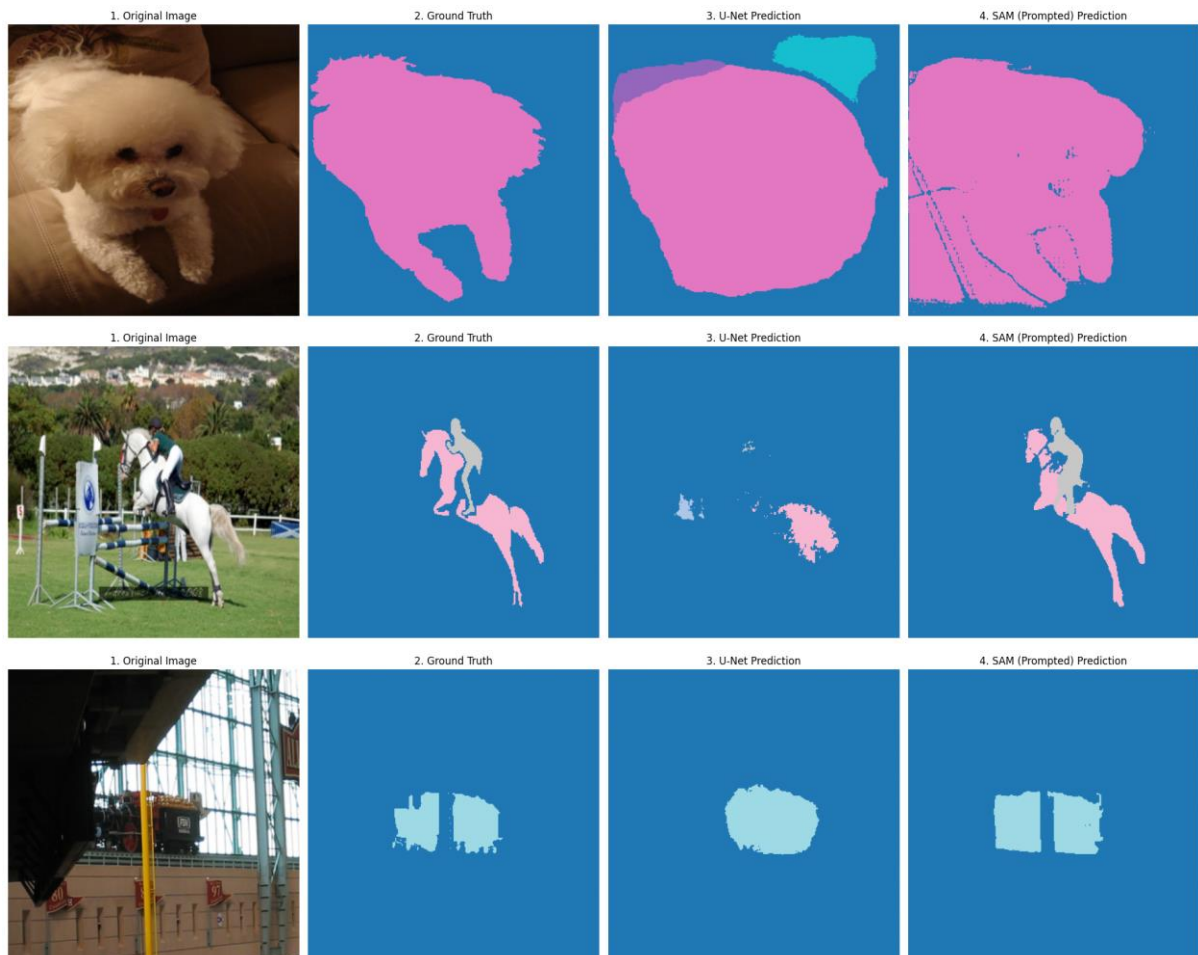 1. Original Image
2. Ground Truth
3. U-Net Prediction
4. SAM (Prompted) Prediction
1. Original Image
2. Ground Truth
3. U-Net Prediction
4. SAM (Prompted) Prediction
1. Original Image
2. Ground Truth
3. U-Net Prediction
4. SAM (Prompted) Prediction
80
97